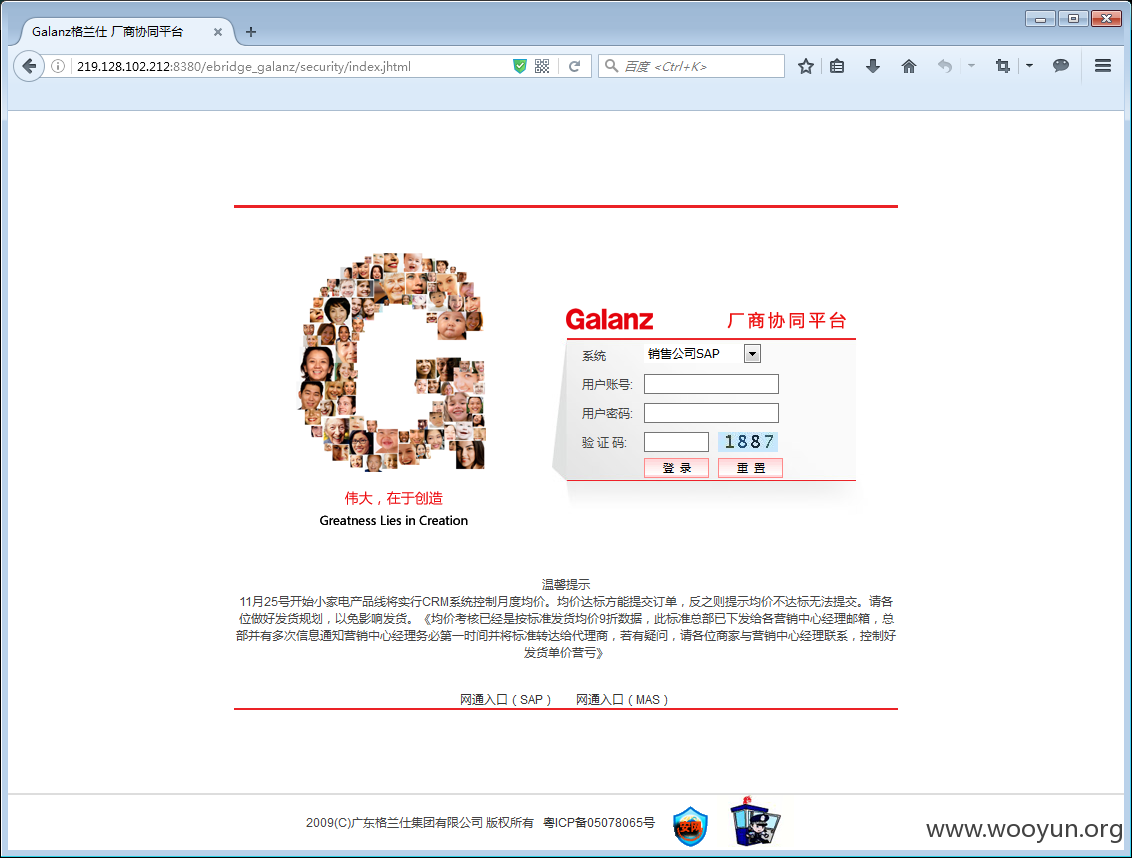 Galanz格兰仕 厂商协同平台
219.128.102.212:8380/ebridge_galanz/security/index.jhtml
百度 <Ctrl+K>
Galanz 厂商协同平台
系统 销售公司SAP
用户账号:
用户密码:
验证码: 1887
登录 重置
伟大，在于创造
Greatness Lies in Creation
温馨提示
11月25号开始小家电产品线将实行CRM系统控制月度均价。均价达标方能提交订单，反之则提示均价不达标无法提交。请各
位做好发货规划，以免影响发货。《均价考核已经是按标准发货均价9折数据，此标准总部已下发给各营销中心经理邮箱，总
部并有多次信息通知营销中心经理务必第一时间并将标准转达给代理商，若有疑问，请各位商家与营销中心经理联系，控制好
发货单价营亏》
网通入口（SAP） 网通入口（MAS）
2009(C)广东格兰仕集团有限公司 版权所有 粤ICP备05078065号
www.wooyun.org